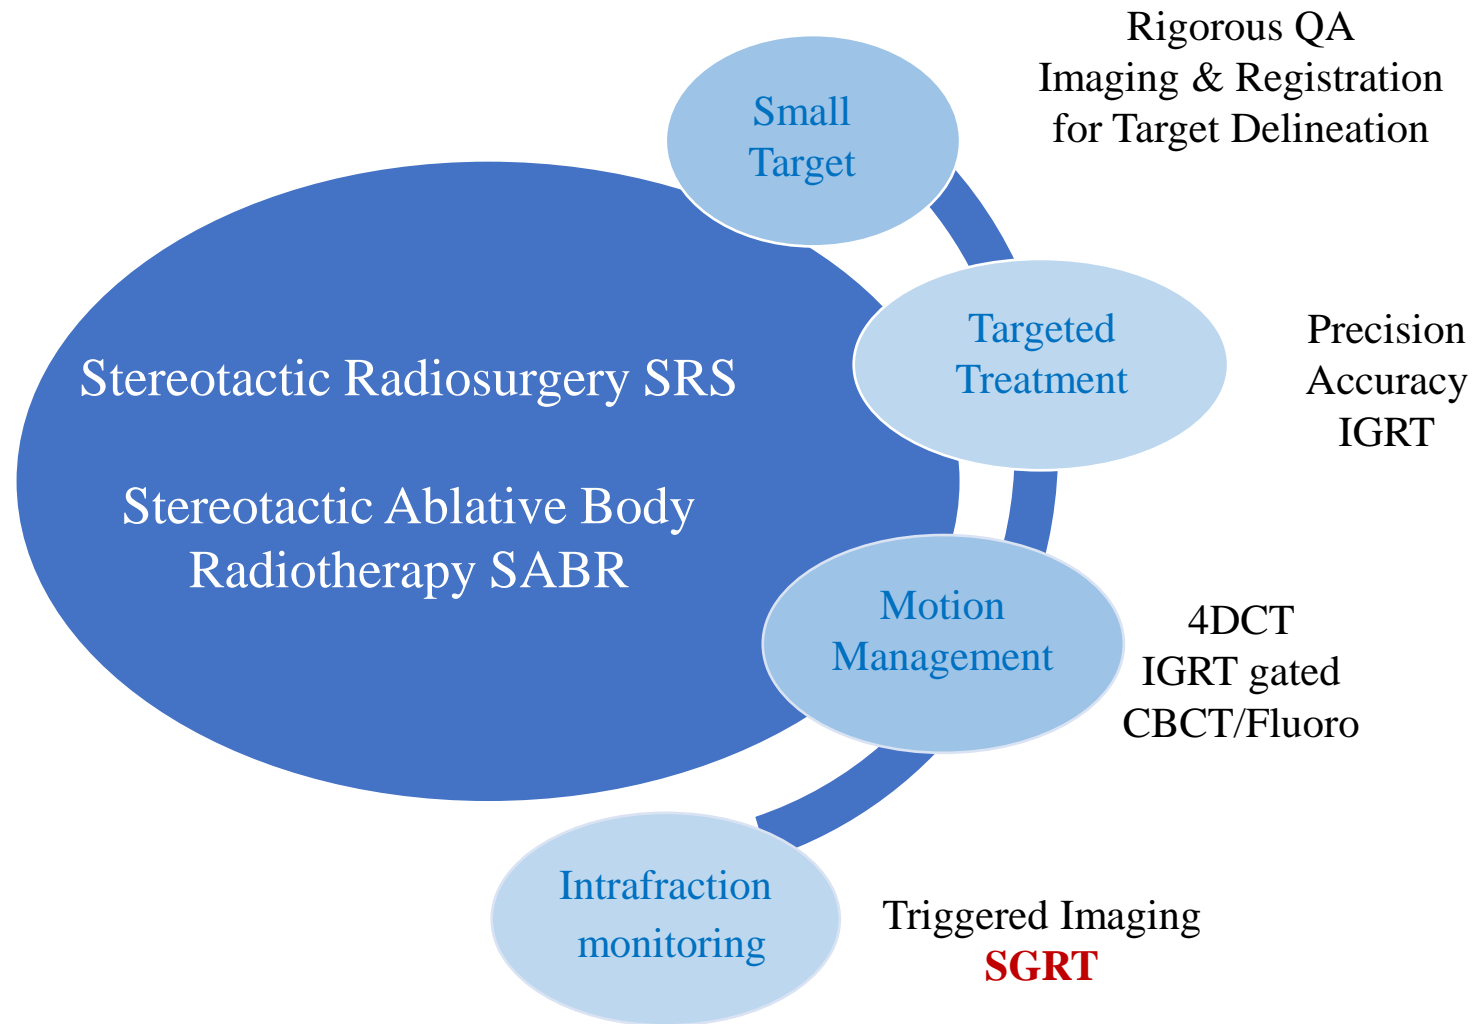 Rigorous QA
Imaging & Registration
for Target Delineation
Small
Target
Targeted
Treatment
Precision
Accuracy
IGRT
Stereotactic Radiosurgery SRS
Stereotactic Ablative Body
Radiotherapy SABR
Motion
Management
4DCT
IGRT gated
CBCT/Fluoro
Intrafraction
monitoring
Triggered Imaging
SGRT